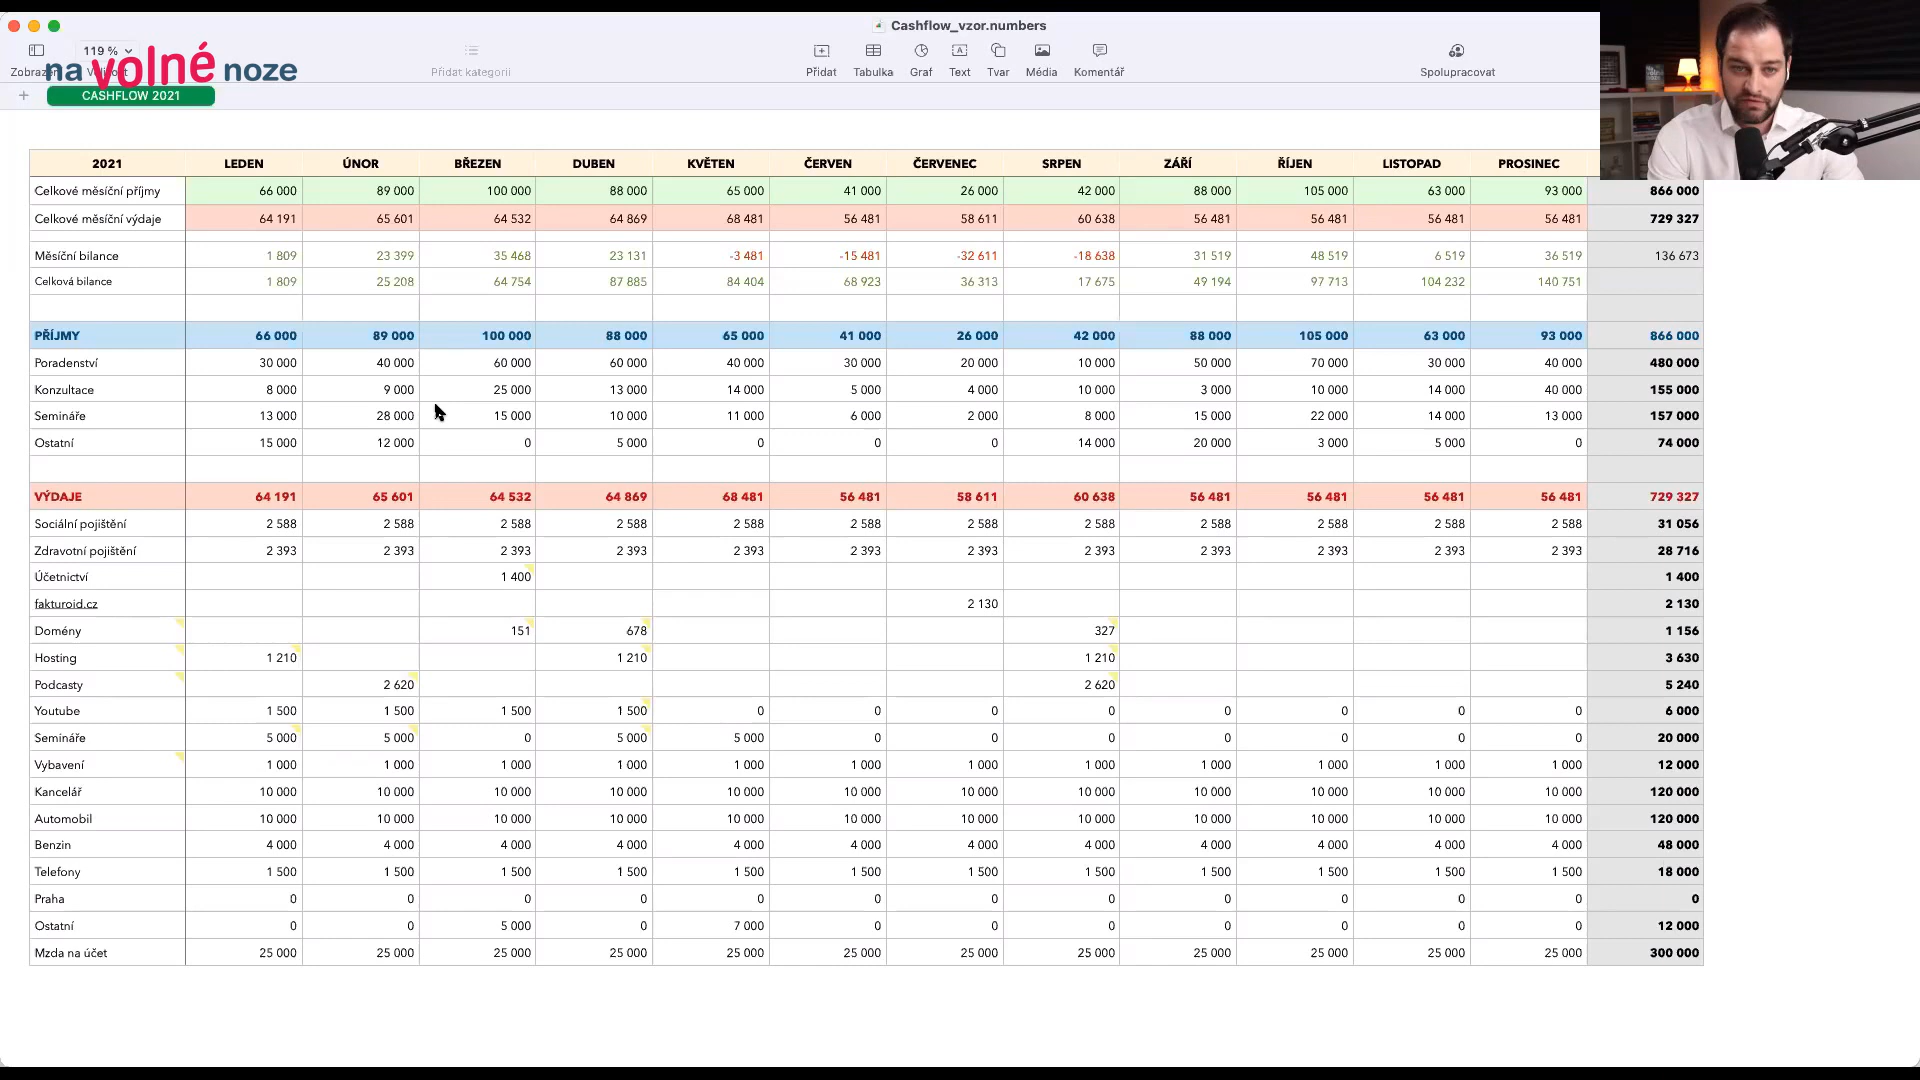 Cashflow_vzor.numbers
119 %
Přidat kategorii
Přidat
Tabulka
Graf
Text
Tvar
Média
Komentář
Spolupracovat
na volné noze
CASHFLOW 2021
2021 LEDEN ÚNOR BŘEZEN DUBEN KVĚTEN ČERVEN ČERVENEC SRPEN ZÁŘÍ ŘÍJEN LISTOPAD PROSINEC
Celkové měsíční příjmy 66 000 89 000 100 000 88 000 65 000 41 000 26 000 42 000 88 000 105 000 63 000 93 000 866 000
Celkové měsíční výdaje 64 191 65 601 64 532 64 869 68 481 56 481 58 611 60 638 56 481 56 481 56 481 56 481 729 327
Měsíční bilance 1 809 23 399 35 468 23 131 -3 481 -15 481 -32 611 -18 638 31 519 48 519 6 519 36 519 136 673
Celková bilance 1 809 25 208 64 754 87 885 84 404 68 923 36 313 17 675 49 194 97 713 104 232 140 751
PŘÍJMY 66 000 89 000 100 000 88 000 65 000 41 000 26 000 42 000 88 000 105 000 63 000 93 000 866 000
Poradenství 30 000 40 000 60 000 60 000 40 000 30 000 20 000 10 000 50 000 70 000 30 000 40 000 480 000
Konzultace 8 000 9 000 25 000 13 000 14 000 5 000 4 000 10 000 3 000 10 000 14 000 40 000 155 000
Semináře 13 000 28 000 15 000 10 000 11 000 6 000 2 000 8 000 15 000 22 000 14 000 13 000 157 000
Ostatní 15 000 12 000 0 5 000 0 0 0 14 000 20 000 3 000 5 000 0 74 000
VÝDAJE 64 191 65 601 64 532 64 869 68 481 56 481 58 611 60 638 56 481 56 481 56 481 56 481 729 327
Sociální pojištění 2 588 2 588 2 588 2 588 2 588 2 588 2 588 2 588 2 588 2 588 2 588 2 588 31 056
Zdravotní pojištění 2 393 2 393 2 393 2 393 2 393 2 393 2 393 2 393 2 393 2 393 2 393 2 393 28 716
Účetnictví 1 400 1 400
fakturoid.cz 2 130 2 130
Domény 151 678 327 1 156
Hosting 1 210 1 210 1 210 3 630
Podcasty 2 620 2 620 5 240
Youtube 1 500 1 500 1 500 1 500 0 0 0 0 0 0 0 0 6 000
Semináře 5 000 5 000 0 5 000 5 000 0 0 0 0 0 0 0 20 000
Vybavení 1 000 1 000 1 000 1 000 1 000 1 000 1 000 1 000 1 000 1 000 1 000 1 000 12 000
Kancelář 10 000 10 000 10 000 10 000 10 000 10 000 10 000 10 000 10 000 10 000 10 000 10 000 120 000
Automobil 10 000 10 000 10 000 10 000 10 000 10 000 10 000 10 000 10 000 10 000 10 000 10 000 120 000
Benzin 4 000 4 000 4 000 4 000 4 000 4 000 4 000 4 000 4 000 4 000 4 000 4 000 48 000
Telefony 1 500 1 500 1 500 1 500 1 500 1 500 1 500 1 500 1 500 1 500 1 500 1 500 18 000
Praha 0 0 0 0 0 0 0 0 0 0 0 0 0
Ostatní 0 0 5 000 0 7 000 0 0 0 0 0 0 0 12 000
Mzda na účet 25 000 25 000 25 000 25 000 25 000 25 000 25 000 25 000 25 000 25 000 25 000 25 000 300 000